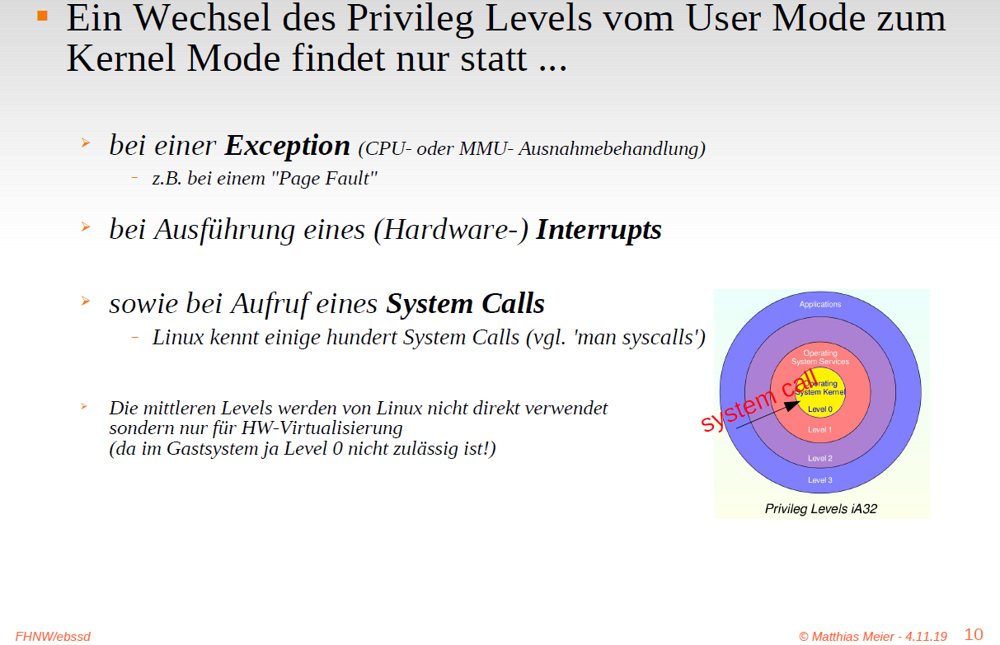 Ein Wechsel des Privileg Levels vom User Mode zum
Kernel Mode findet nur statt ...
bei einer Exception (CPU- oder MMU- Ausnahmebehandlung)
– z.B. bei einem "Page Fault"
bei Ausführung eines (Hardware-) Interrupts
sowie bei Aufruf eines System Calls
– Linux kennt einige hundert System Calls (vgl. 'man syscalls')
Die mittleren Levels werden von Linux nicht direkt verwendet
sondern nur für HW-Virtualisierung
(da im Gastsystem ja Level 0 nicht zulässig ist!)
Applications
Operating
System Services
Operating
System Kernel
system call
Level 0
Level 1
Level 2
Level 3
Privileg Levels iA32
FHNW/ebssd
© Matthias Meier - 4.11.19 10